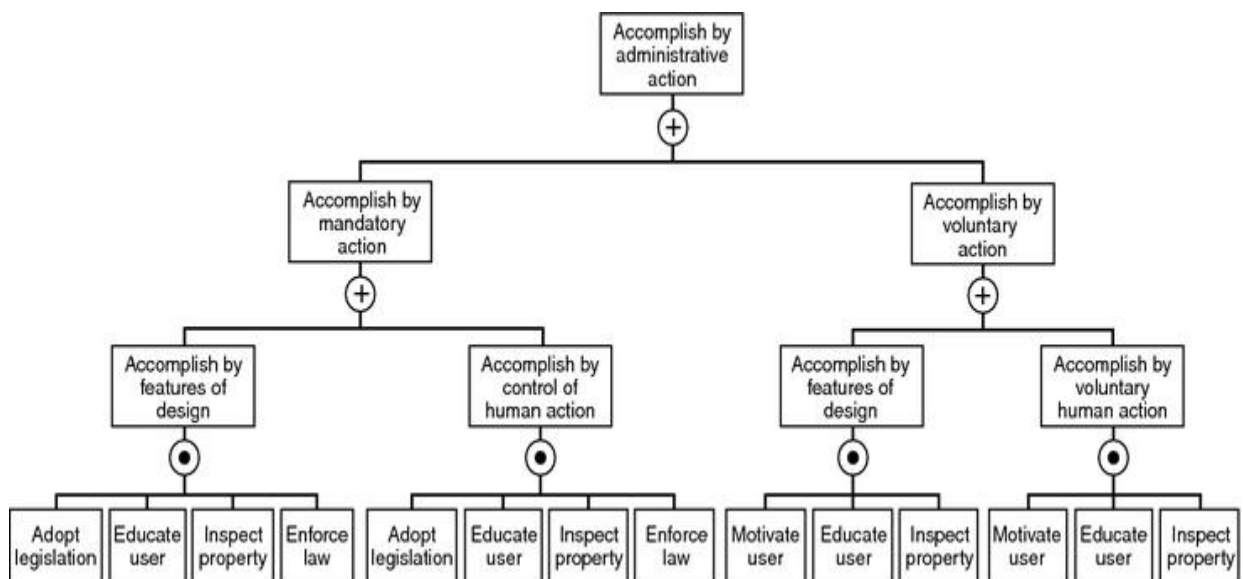 Accomplish by
administrative
action
+
Accomplish by
mandatory
action
Accomplish by
voluntary
action
+
+
Accomplish by
features of
design
Accomplish by
control of
human action
Accomplish by
features of
design
Accomplish by
voluntary
human action
Adopt
legislation
Educate
user
Inspect
property
Enforce
law
Adopt
legislation
Educate
user
Inspect
property
Enforce
law
Motivate
user
Educate
user
Inspect
property
Motivate
user
Educate
user
Inspect
property